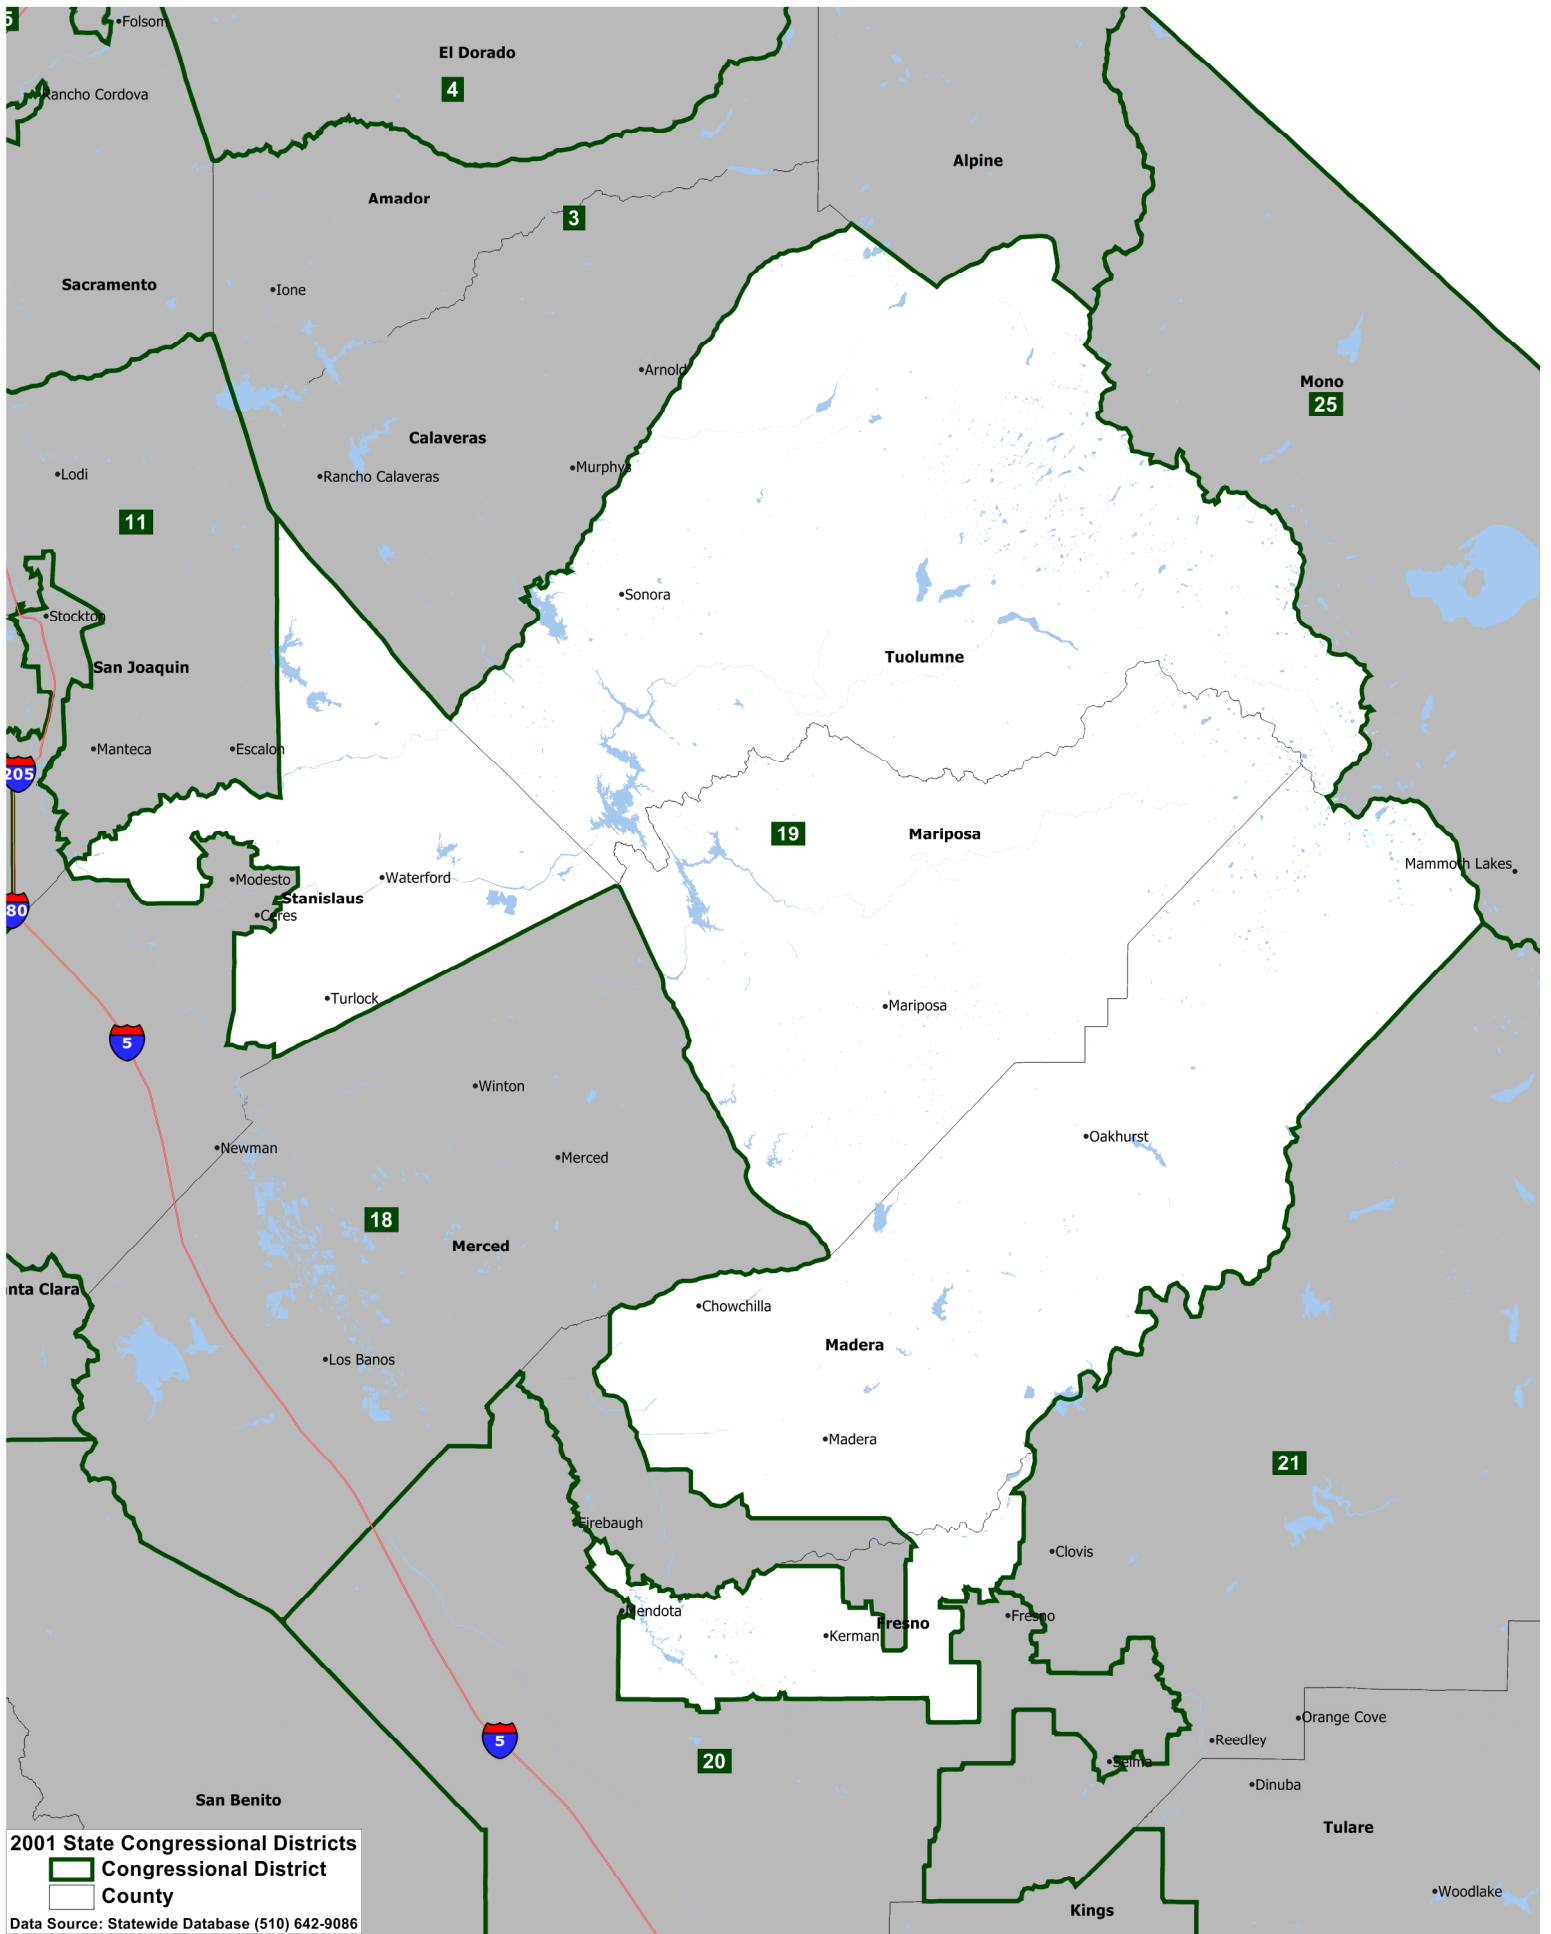 5
Folsom
El Dorado
4
Rancho Cordova
Alpine
Amador
3
Sacramento
Ione
Arnold
Mono
25
Calaveras
Murphys
Lodi
Rancho Calaveras
11
Sonora
Stockton
Tuolumne
San Joaquin
Manteca
Escalon
205
19
Mariposa
Mammoth Lakes
Modesto
Waterford
Stanislaus
80
Ceres
Turlock
Mariposa
5
Winton
Oakhurst
Newman
Merced
18
Merced
nta Clara
Chowchilla
Madera
Los Banos
Madera
21
Firebaugh
Clovis
Mendota
Fresno
Fresno
Kerman
Orange Cove
5
Reedley
20
Selma
Dinuba
San Benito
Tulare
2001 State Congressional Districts
Congressional District
County
Data Source: Statewide Database (510) 642-9086
Woodlake
Kings